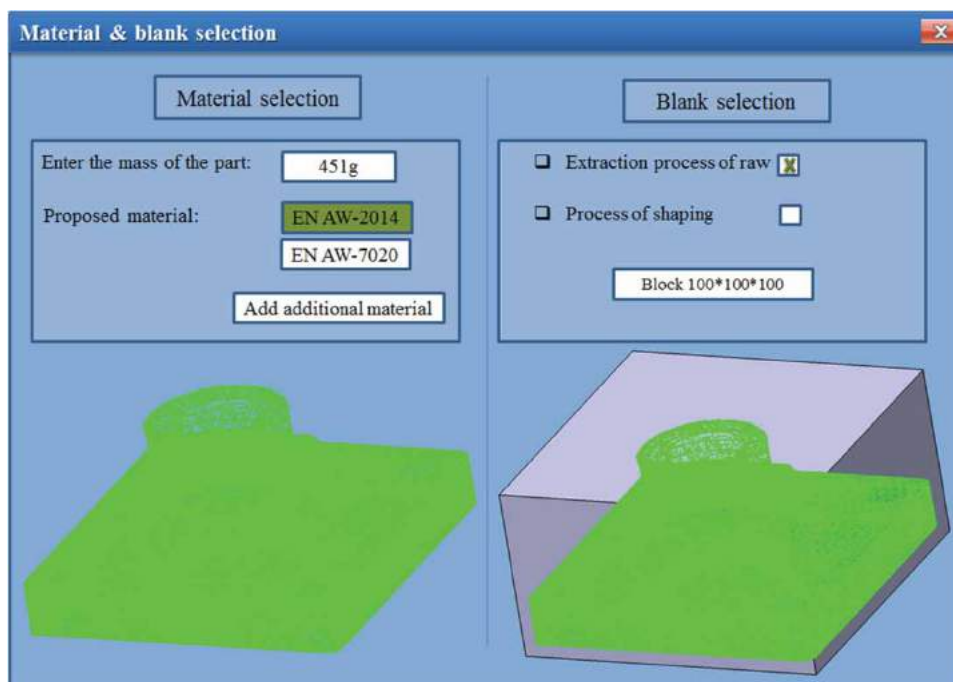 Material & blank selection
X
Material selection
Enter the mass of the part:
451g
Proposed material:
EN AW-2014
EN AW-7020
Add additional material
Blank selection
Extraction process of raw
X
Process of shaping
Block 100*100*100